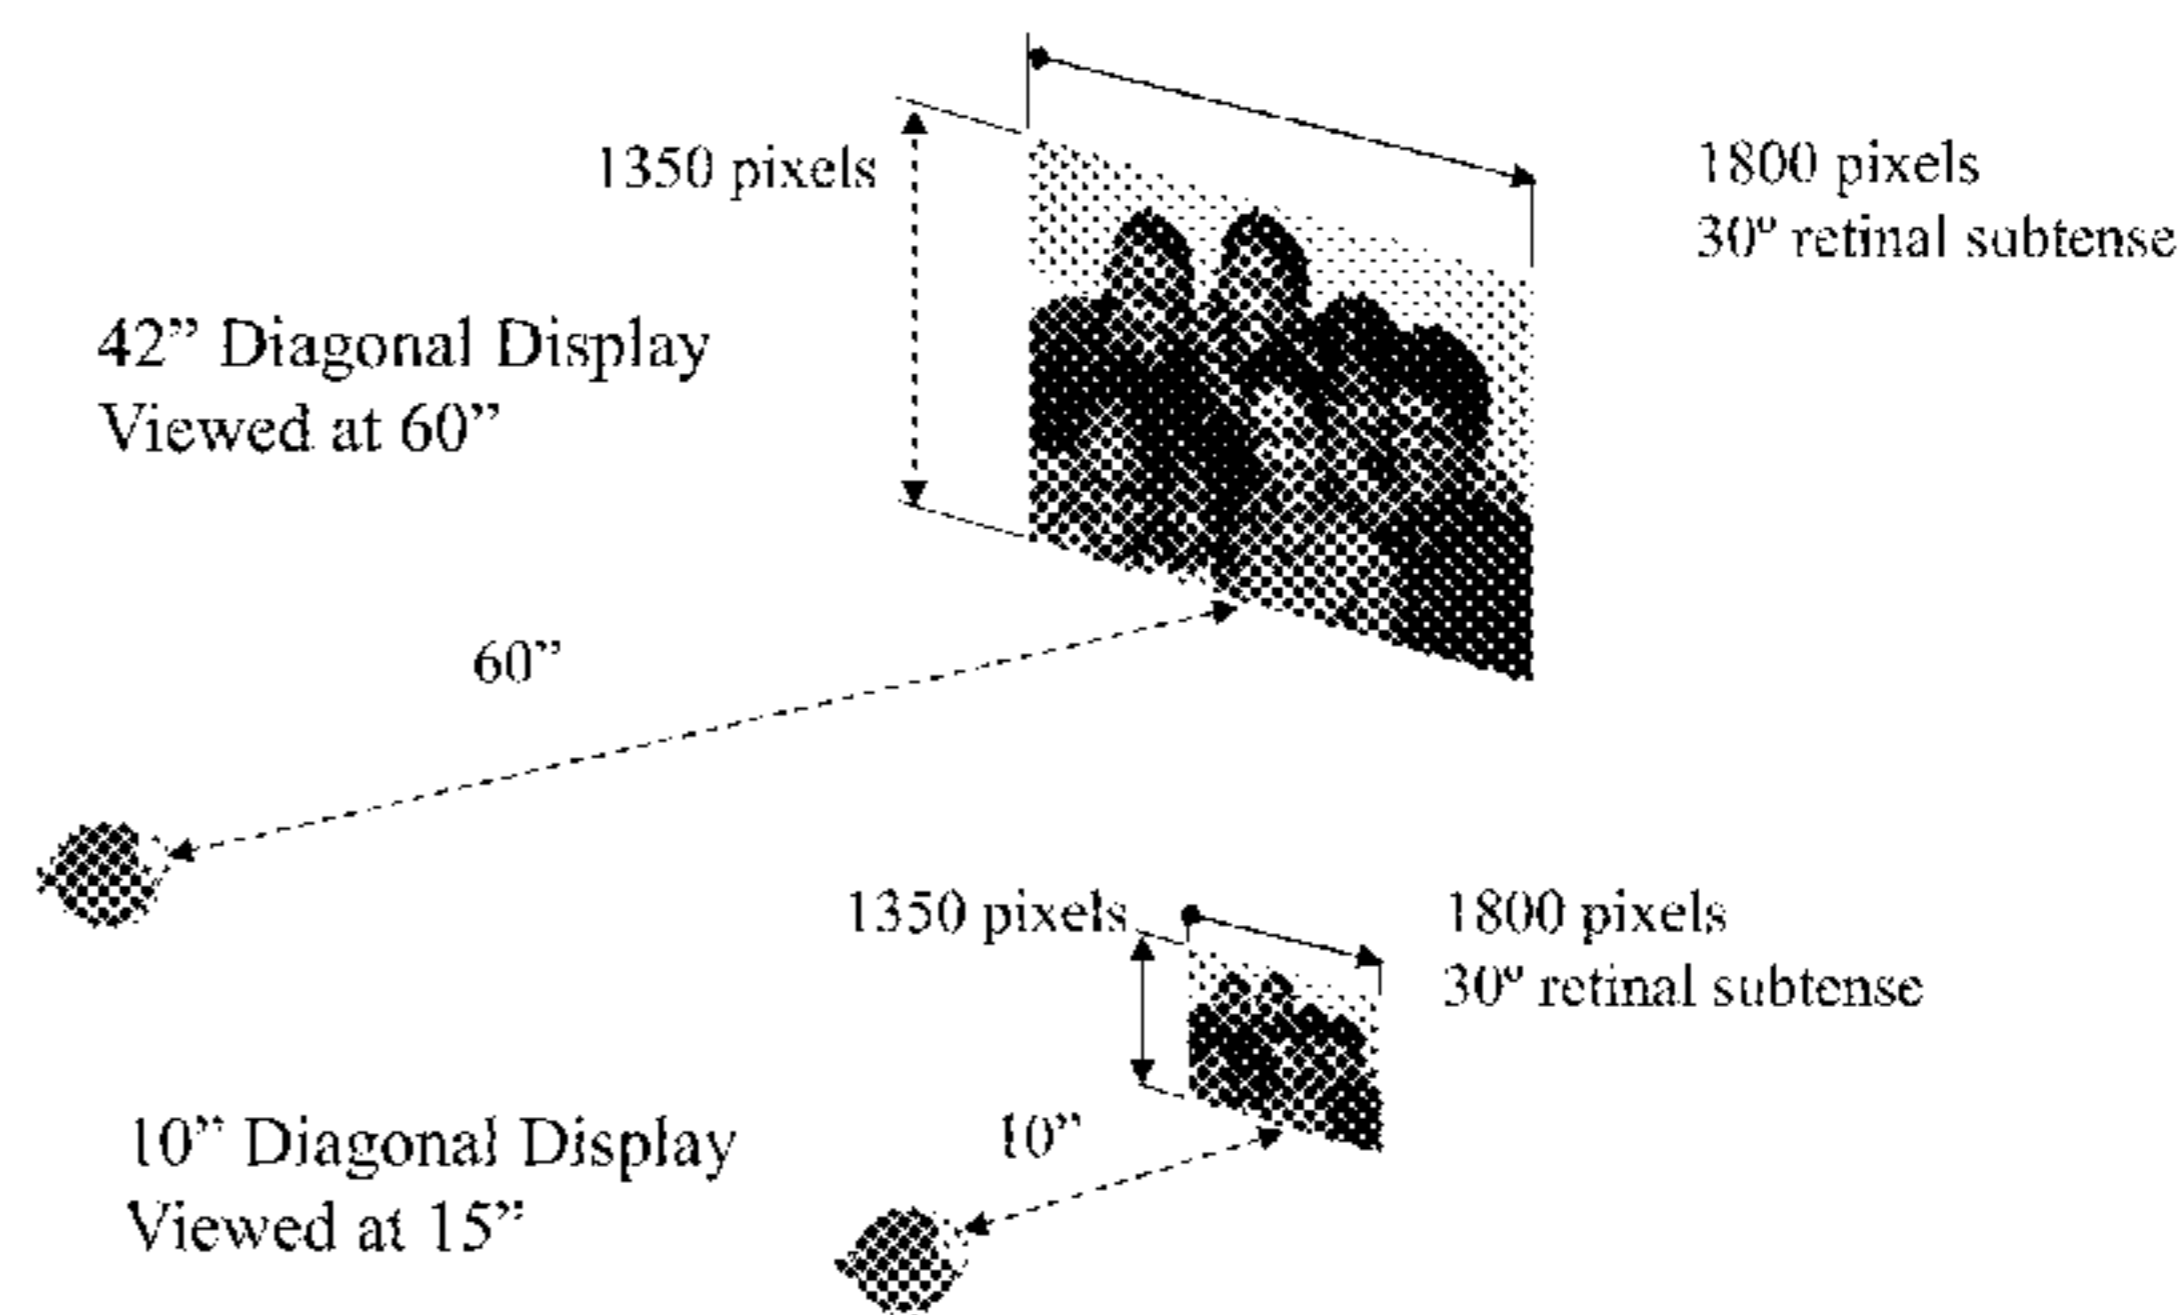 1350 pixels
1800 pixels
30º retinal subtense
42” Diagonal Display
Viewed at 60”
60”
1350 pixels
1800 pixels
30º retinal subtense
10” Diagonal Display
Viewed at 15”
10”